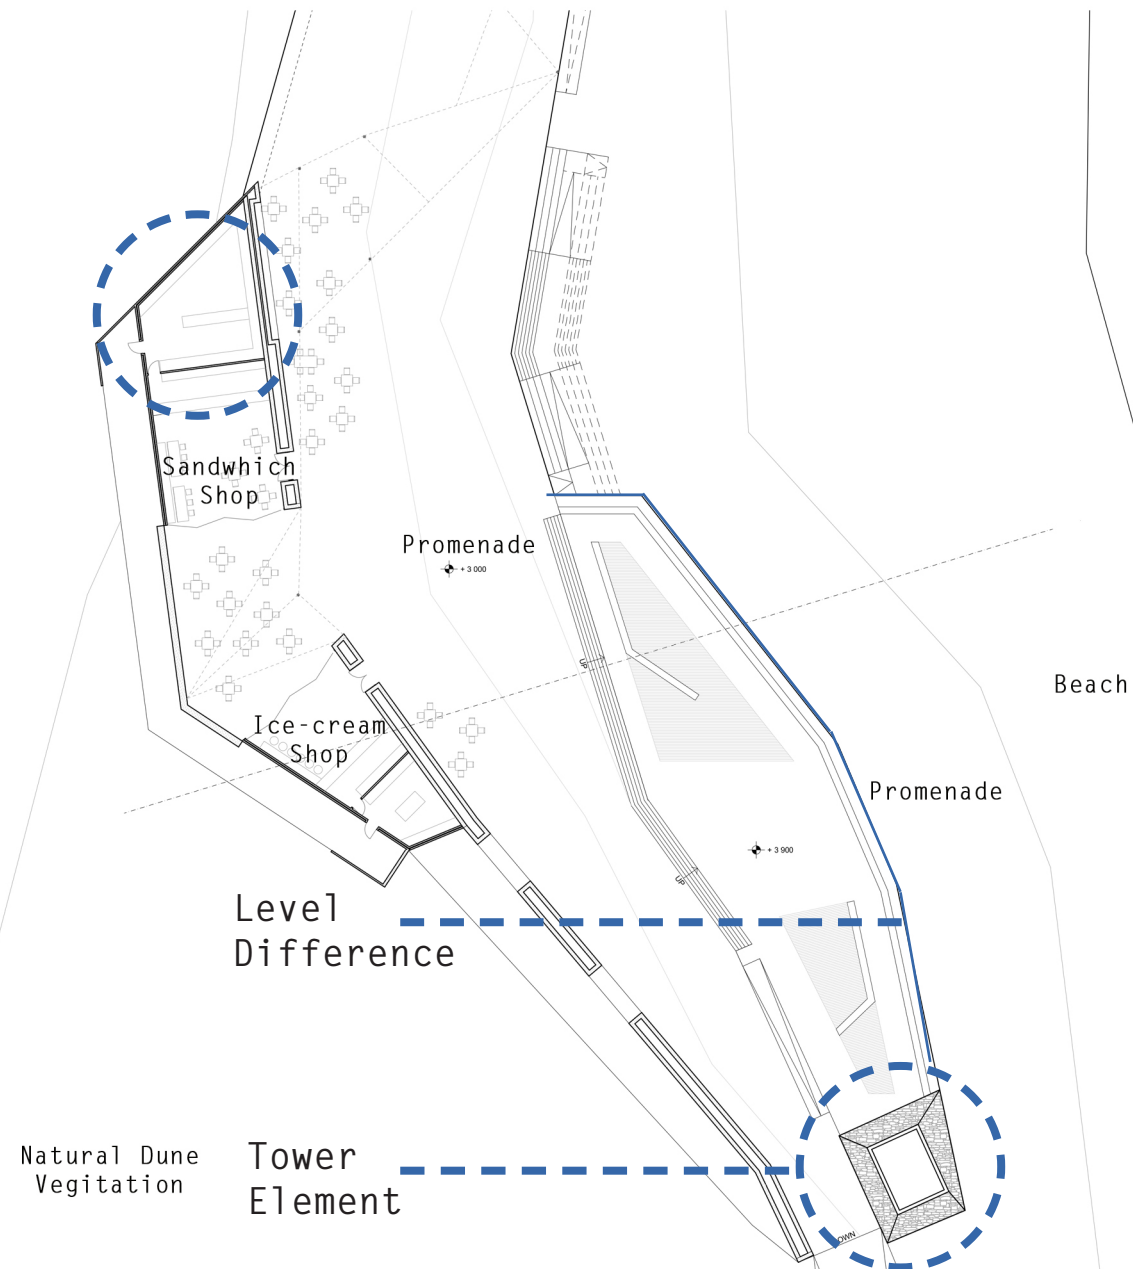 Sandwhich
Shop
Promenade
+ 3 000
UP
Beach
Ice-cream
Shop
Promenade
+ 3 900
UP
Level
Difference
Natural Dune
Vegitation
Tower
Element
OWN